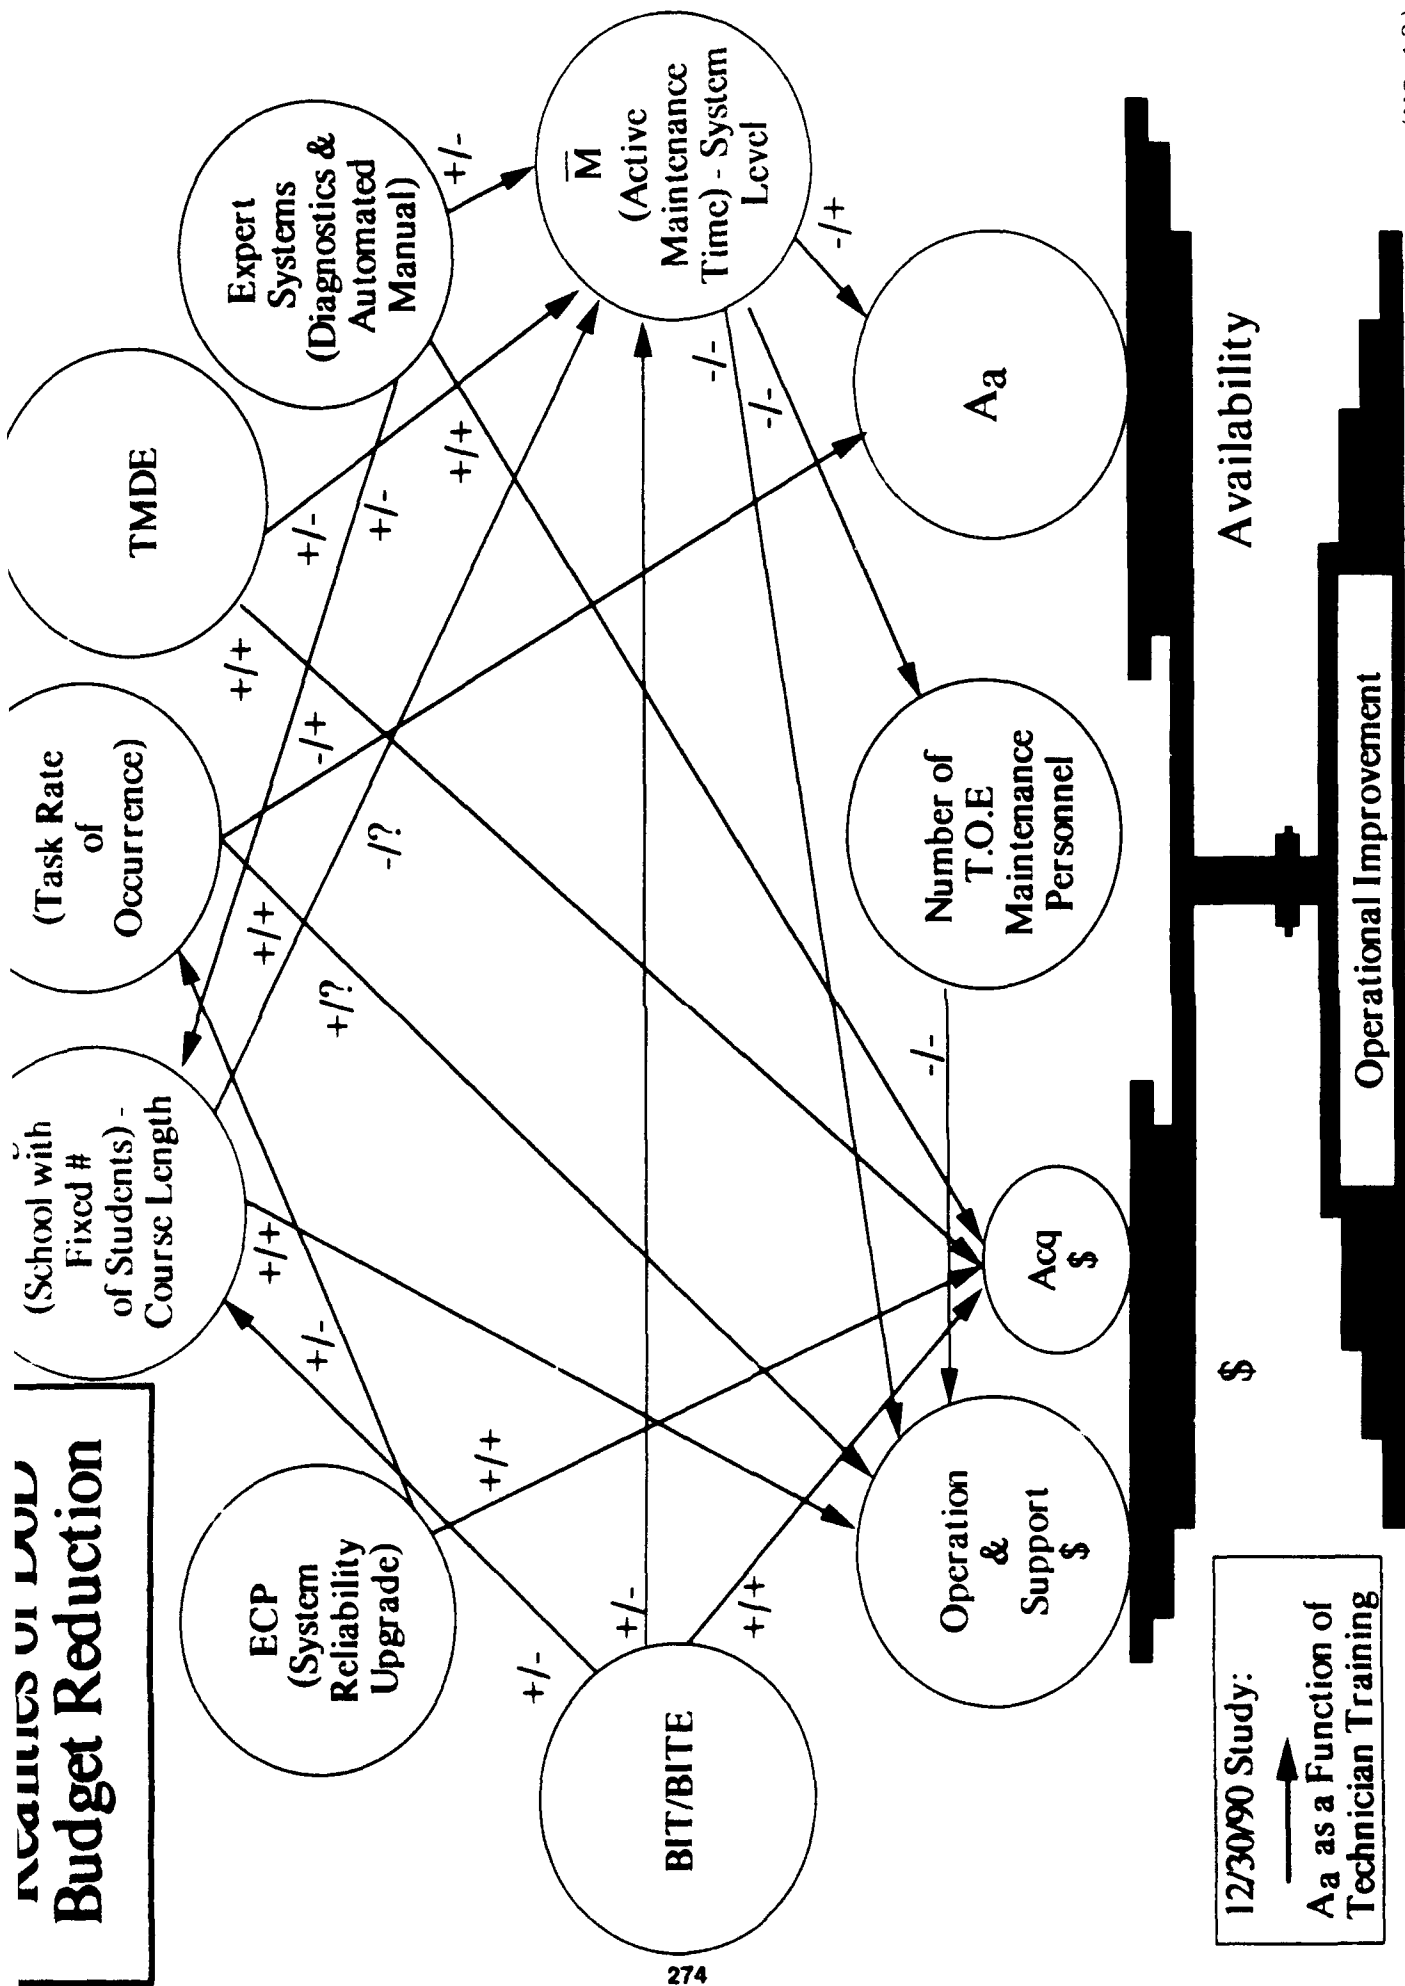 Budget Reduction
(School with
Fixed #
of Students) -
Course Length
(Task Rate
of
Occurrence)
TMDE
Expert
Systems
(Diagnostics &
Automated
Manual)
ECP
(System
Reliability
Upgrade)
BIT/BITE
M
(Active
Maintenance
Time) - System
Level
Operation
&
Support
$
Acq
$
Number of
T.O.E
Maintenance
Personnel
Aa
+/-
+/-
+/+
+/+
+/-
+/+
+/?
+/+
-/?
-/+
+/+
+/-
+/-
+/+
+/-
+/-
+/+
-/-
-/-
-/+
-/-
$
Availability
Operational Improvement
12/30/90 Study:
Aa as a Function of
Technician Training
274